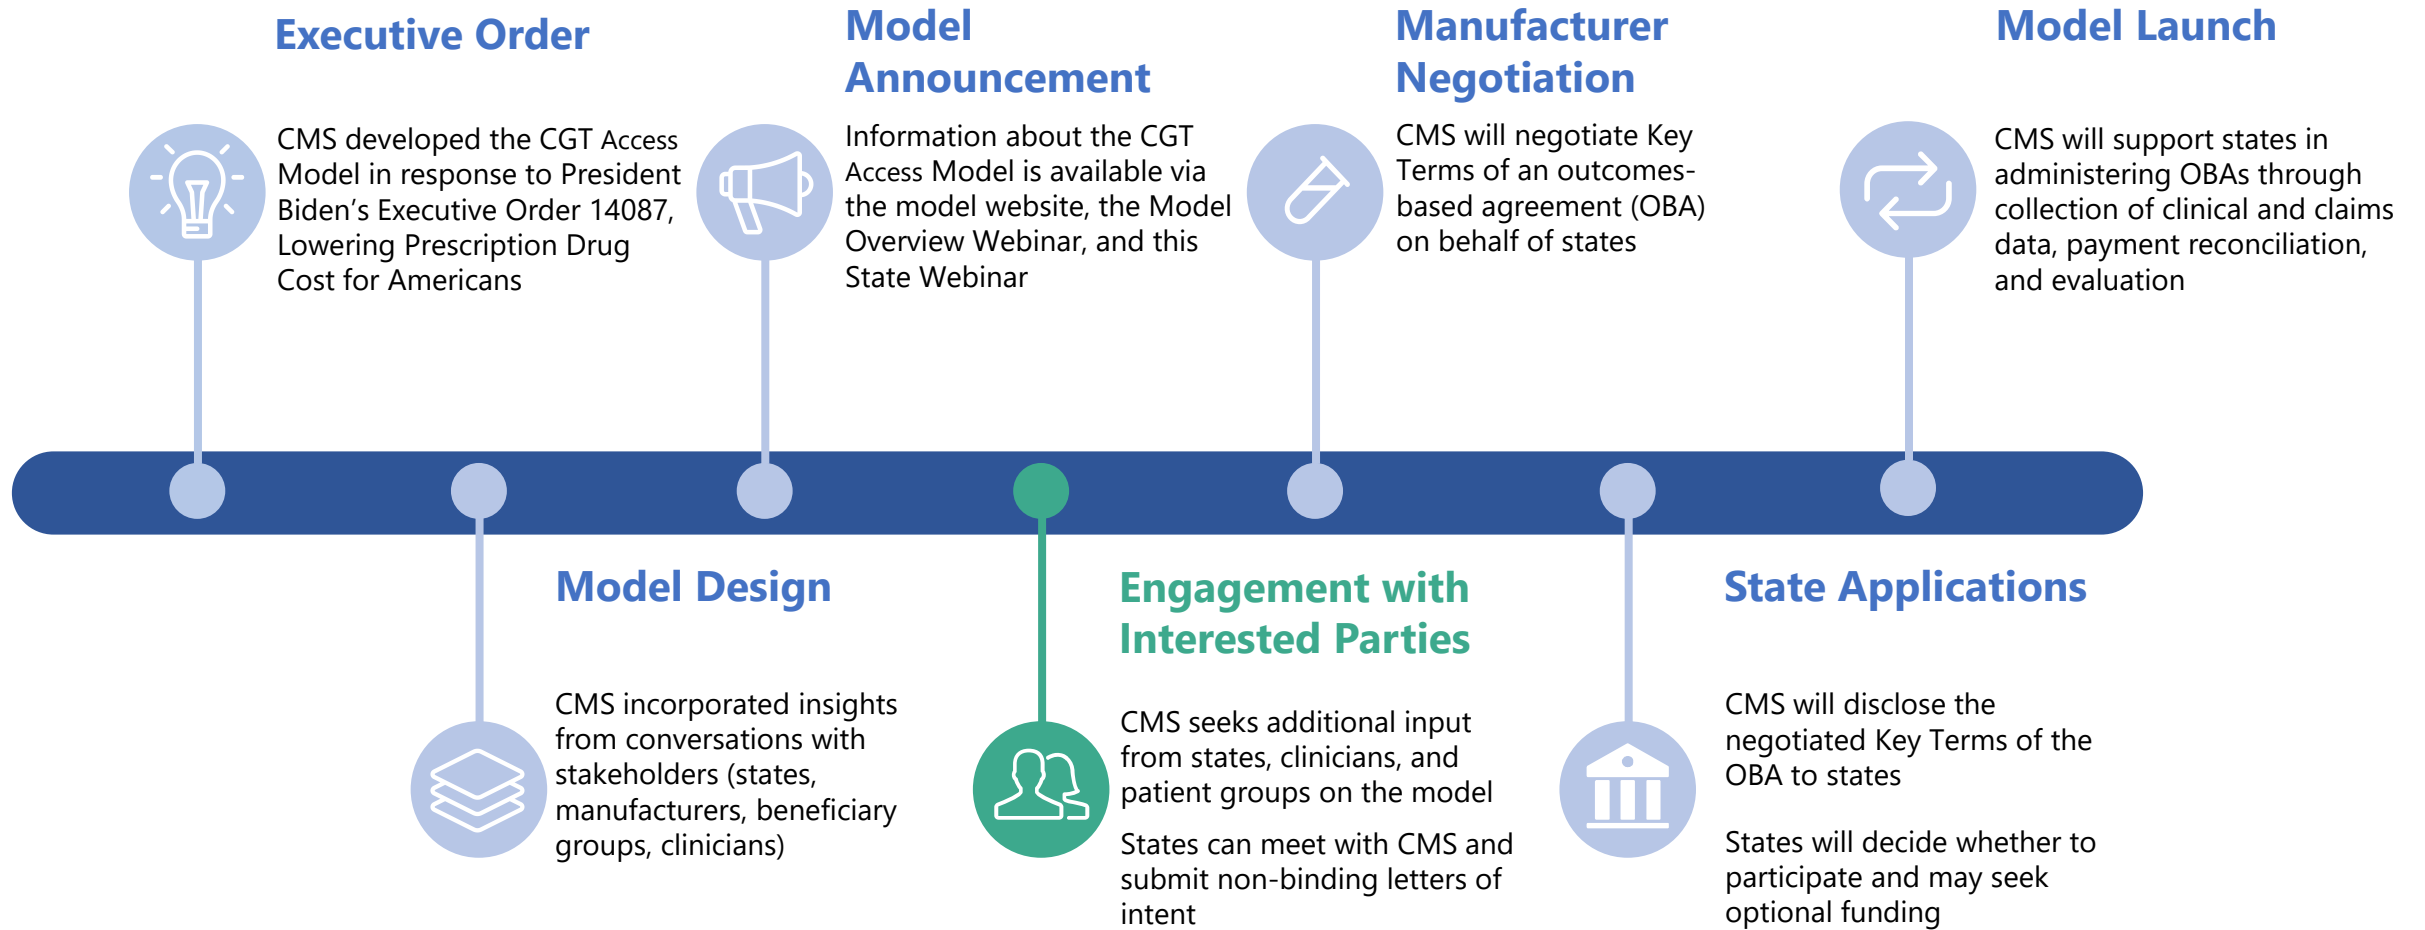 Executive Order
CMS developed the CGT Access
Model in response to President
Biden’s Executive Order 14087,
Lowering Prescription Drug
Cost for Americans
Model
Announcement
Information about the CGT
Access Model is available via
the model website, the Model
Overview Webinar, and this
State Webinar
Manufacturer
Negotiation
CMS will negotiate Key
Terms of an outcomes-
based agreement (OBA)
on behalf of states
Model Launch
CMS will support states in
administering OBAs through
collection of clinical and claims
data, payment reconciliation,
and evaluation
Model Design
CMS incorporated insights
from conversations with
stakeholders (states,
manufacturers, beneficiary
groups, clinicians)
Engagement with
Interested Parties
CMS seeks additional input
from states, clinicians, and
patient groups on the model
States can meet with CMS and
submit non-binding letters of
intent
State Applications
CMS will disclose the
negotiated Key Terms of the
OBA to states
States will decide whether to
participate and may seek
optional funding